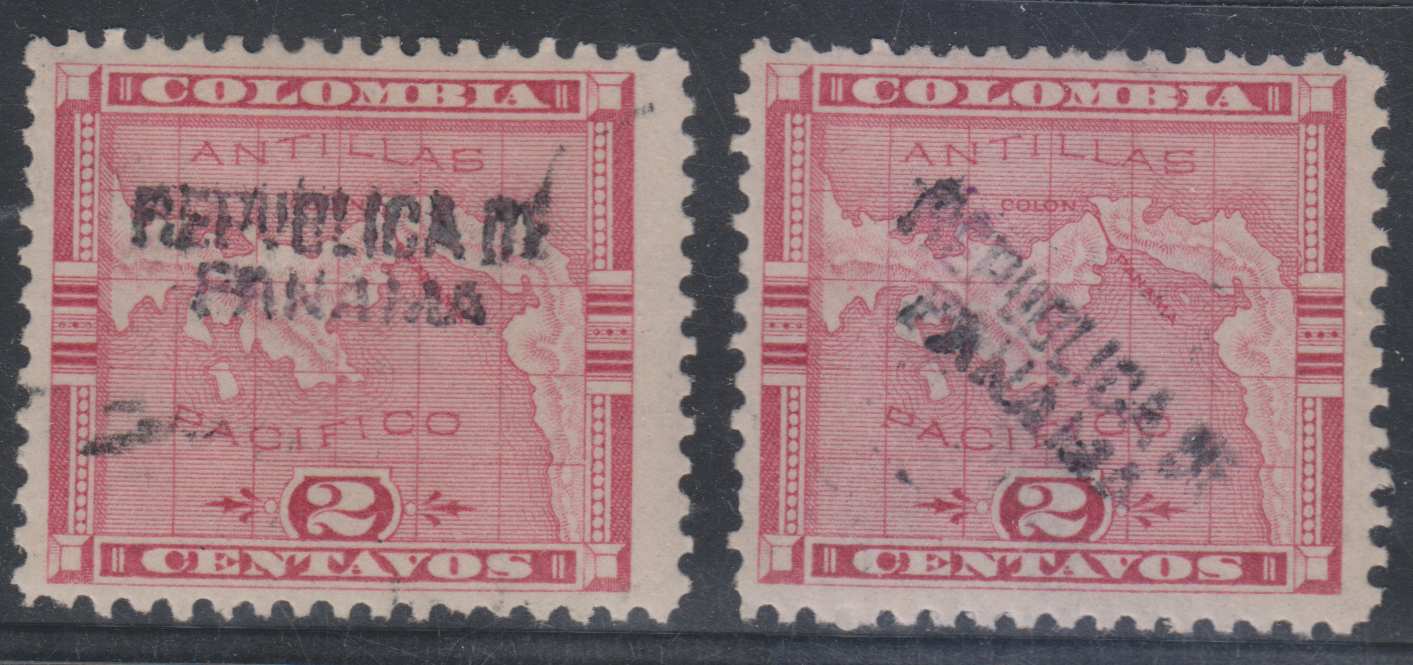 COLOMBIA
ANTILLAS
REPUBLICA DE
PANAMA
PACIFICO
2
CENTAVOS
COLOMBIA
ANTILLAS
COLON
PANAMA
REPUBLICA DE
PANAMA
PACIFICO
2
CENTAVOS